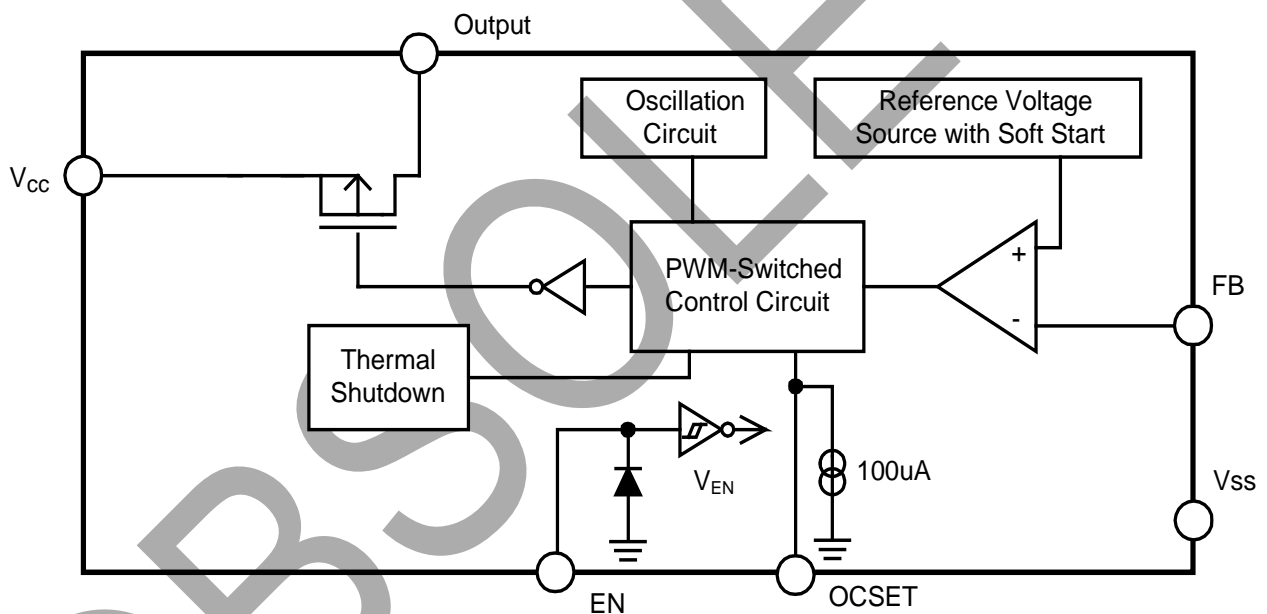 Output
Oscillation
Circuit
Reference Voltage
Source with Soft Start
VCC
+
PWM-Switched
Control Circuit
-
FB
Thermal
Shutdown
VEN
100uA
Vss
EN
OCSET